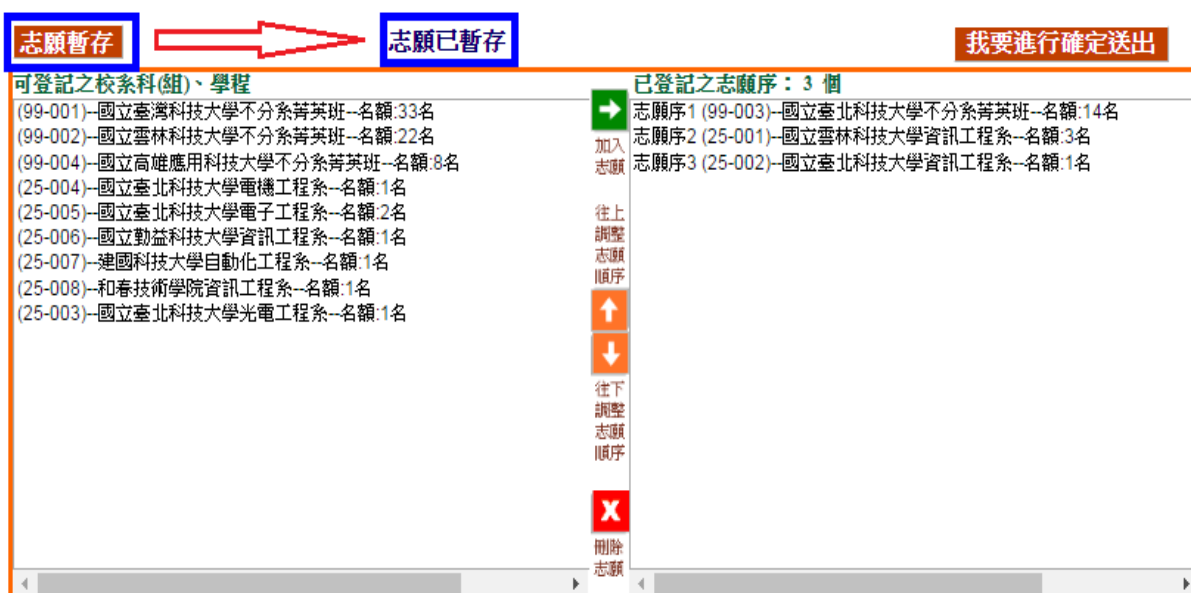 志願暫存
志願已暫存
我要進行確定送出
可登記之校系科(組)、學程
(99-001)--國立臺灣科技大學不分系菁英班--名額:33名
(99-002)--國立雲林科技大學不分系菁英班--名額:22名
(99-004)--國立高雄應用科技大學不分系菁英班--名額:8名
(25-004)--國立臺北科技大學電機工程系--名額:1名
(25-005)--國立臺北科技大學電子工程系--名額:2名
(25-006)--國立勤益科技大學資訊工程系--名額:1名
(25-007)--建國科技大學自動化工程系--名額:1名
(25-008)--和春技術學院資訊工程系--名額:1名
(25-003)--國立臺北科技大學光電工程系--名額:1名
加入
志願
往上
調整
志願
順序
往下
調整
志願
順序
X
刪除
志願
已登記之志願序： 3 個
志願序1 (99-003)--國立臺北科技大學不分系菁英班--名額:14名
志願序2 (25-001)--國立雲林科技大學資訊工程系--名額:3名
志願序3 (25-002)--國立臺北科技大學資訊工程系--名額:1名